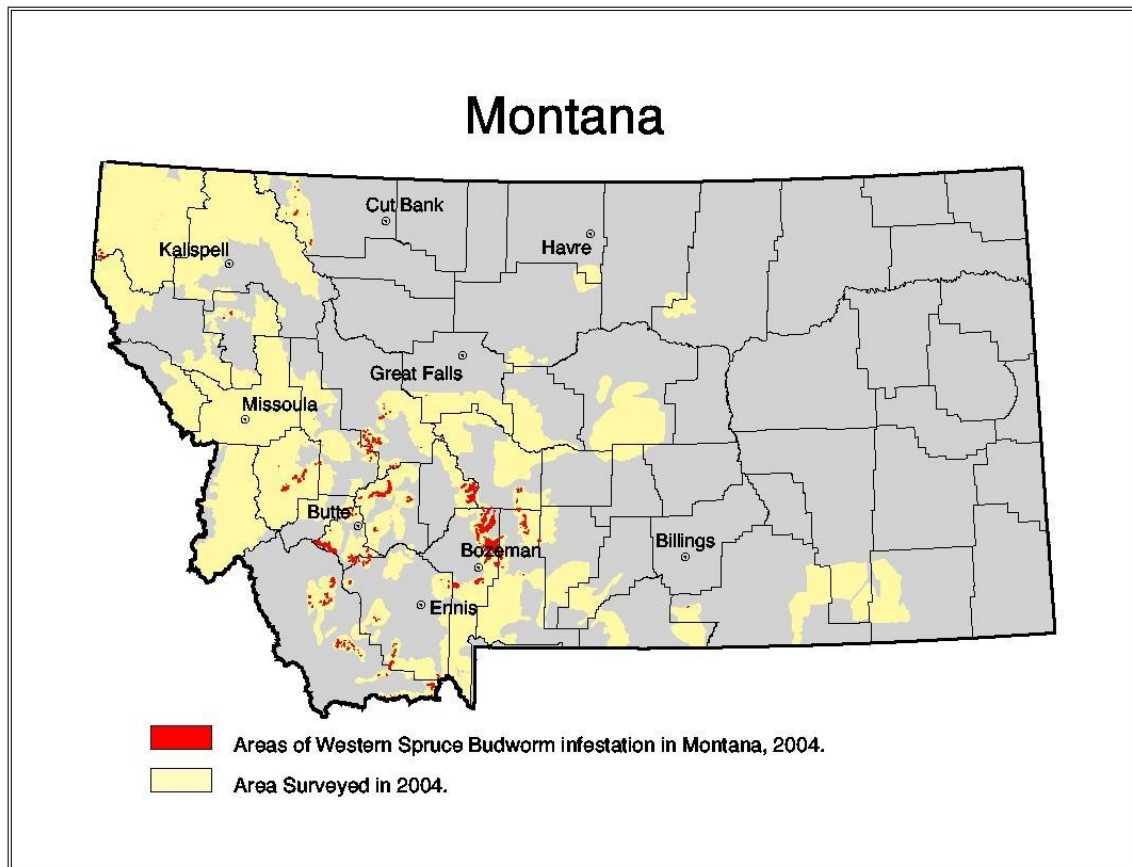 Montana
Cut Bank
Havre
Kalispell
Great Falls
Missoula
Butte
Bozeman
Billings
Ennis
Areas of Western Spruce Budworm infestation in Montana, 2004.
Area Surveyed in 2004.